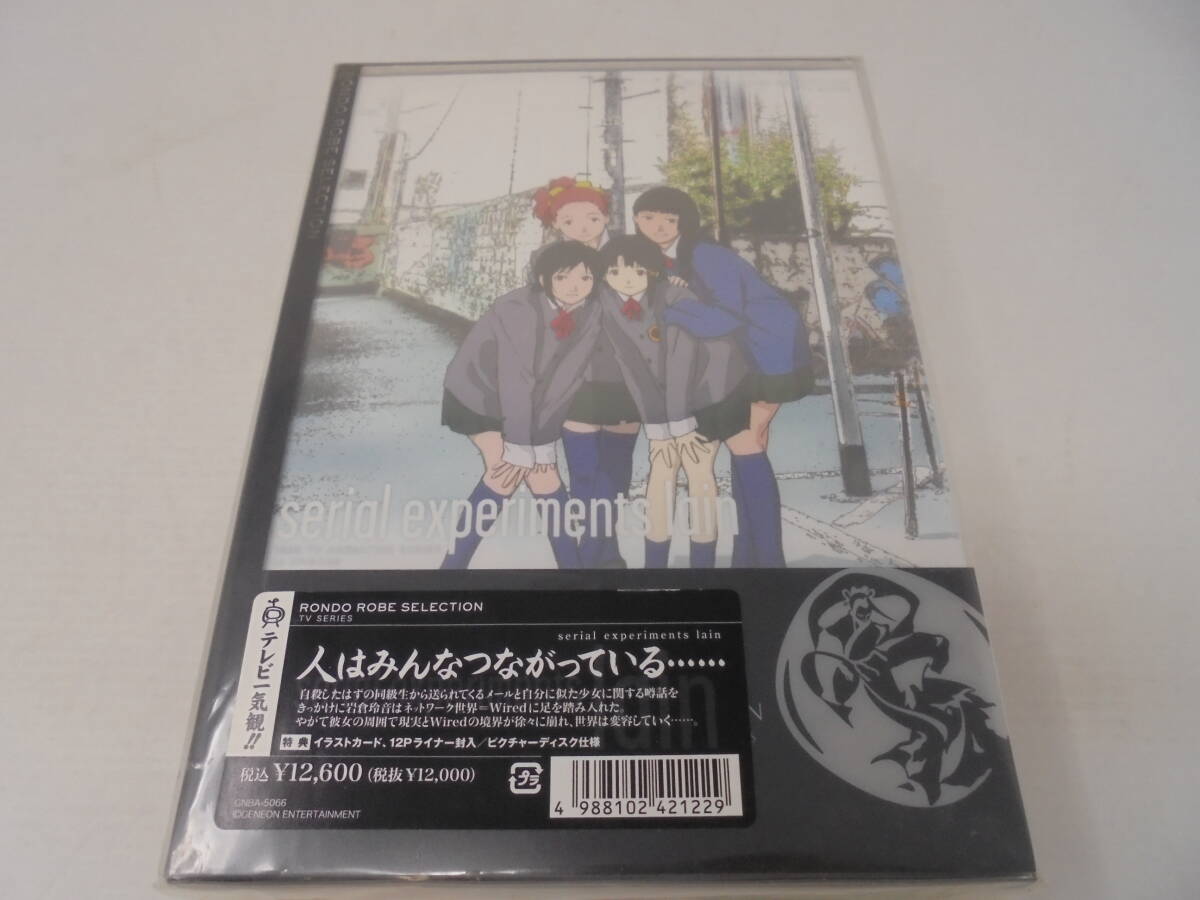 RONDO ROBE SELECTION
serial experiments lain
RONDO ROBE SELECTION
TV SERIES
テレビ一気観!!
serial experiments lain
人はみんなつながっている……
自殺したはずの同級生から送られてくるメールと自分に似た少女に関する噂話を
きっかけに岩倉玲音はネットワーク世界＝Wiredに足を踏み入れた。
やがて彼女の周囲で現実とWiredの境界が徐々に崩れ、世界は変容していく……。
特典 イラストカード、12Pライナー封入／ピクチャーディスク仕様
税込 ¥12,600（税抜 ¥12,000）
プラ
GNBA-5066
©GENEON ENTERTAINMENT
4 988102 421229
lain